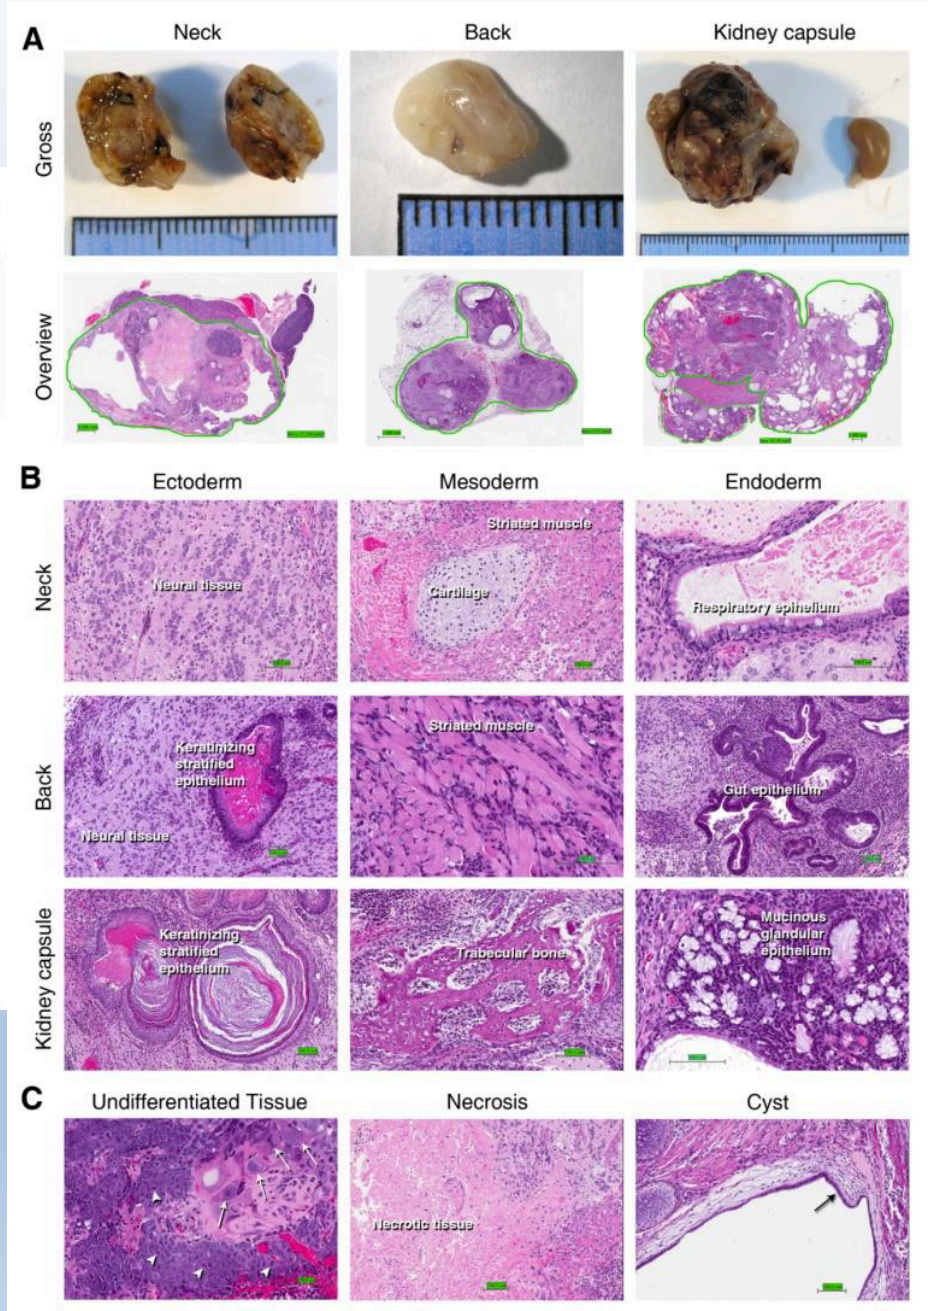 A
Neck
Back
Kidney capsule
Gross
Overview
B
Ectoderm
Mesoderm
Endoderm
Neck
Neural tissue
Striated muscle
Cartilage
Respiratory epihelium
Back
Keratinizing
stratified
epithelium
Neural tissue
Striated muscle
Gut epithelium
Kidney capsule
Keratinizing
stratified
epithelium
Trabecular bone
Mucinous
glandular
epithelium
C
Undifferentiated Tissue
Necrosis
Cyst
Necrotic tissue